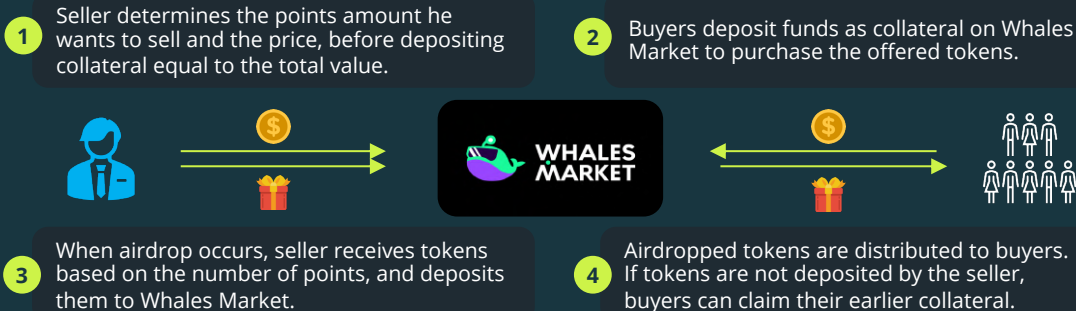 1
Seller determines the points amount he
wants to sell and the price, before depositing
collateral equal to the total value.
2
Buyers deposit funds as collateral on Whales
Market to purchase the offered tokens.
$
$
WHALES
MARKET
3
When airdrop occurs, seller receives tokens
based on the number of points, and deposits
them to Whales Market.
4
Airdropped tokens are distributed to buyers.
If tokens are not deposited by the seller,
buyers can claim their earlier collateral.